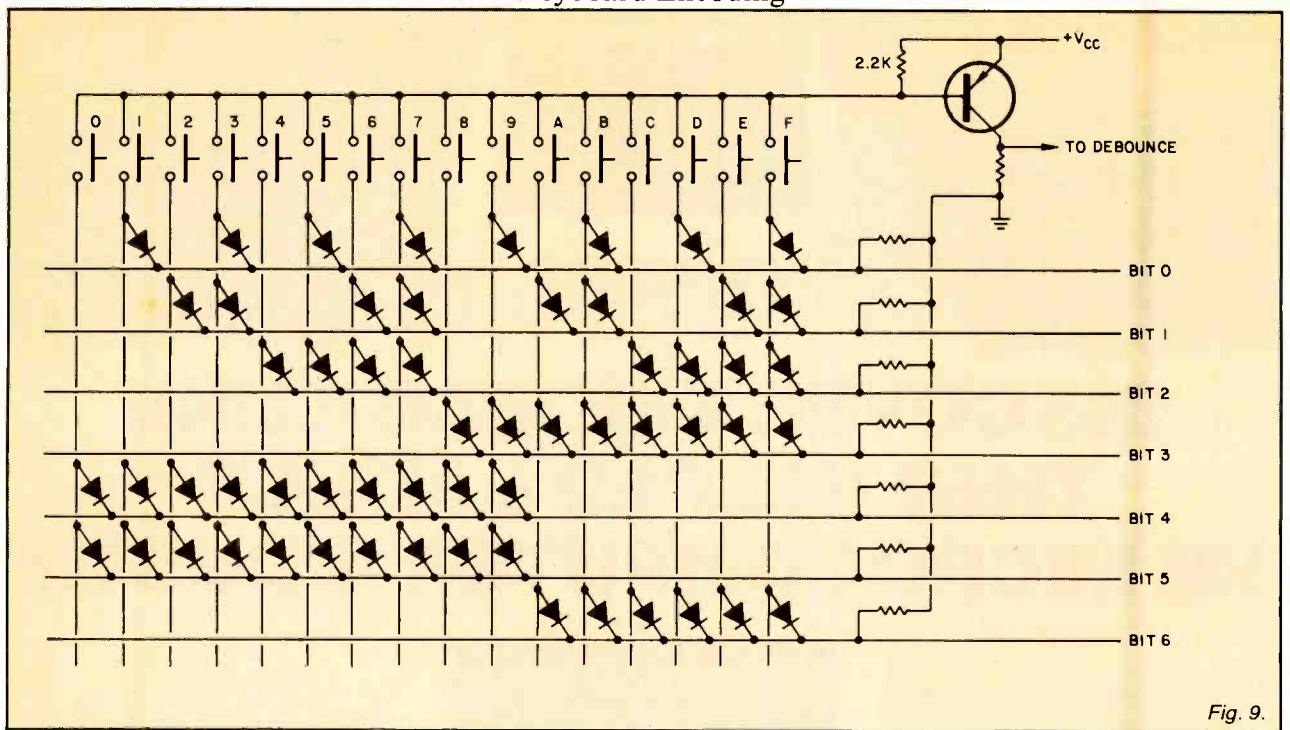 +VCC
2.2K
0 1 2 3 4 5 6 7 8 9 A B C D E F
TO DEBOUNCE
BIT 0
BIT 1
BIT 2
BIT 3
BIT 4
BIT 5
BIT 6
Fig. 9.